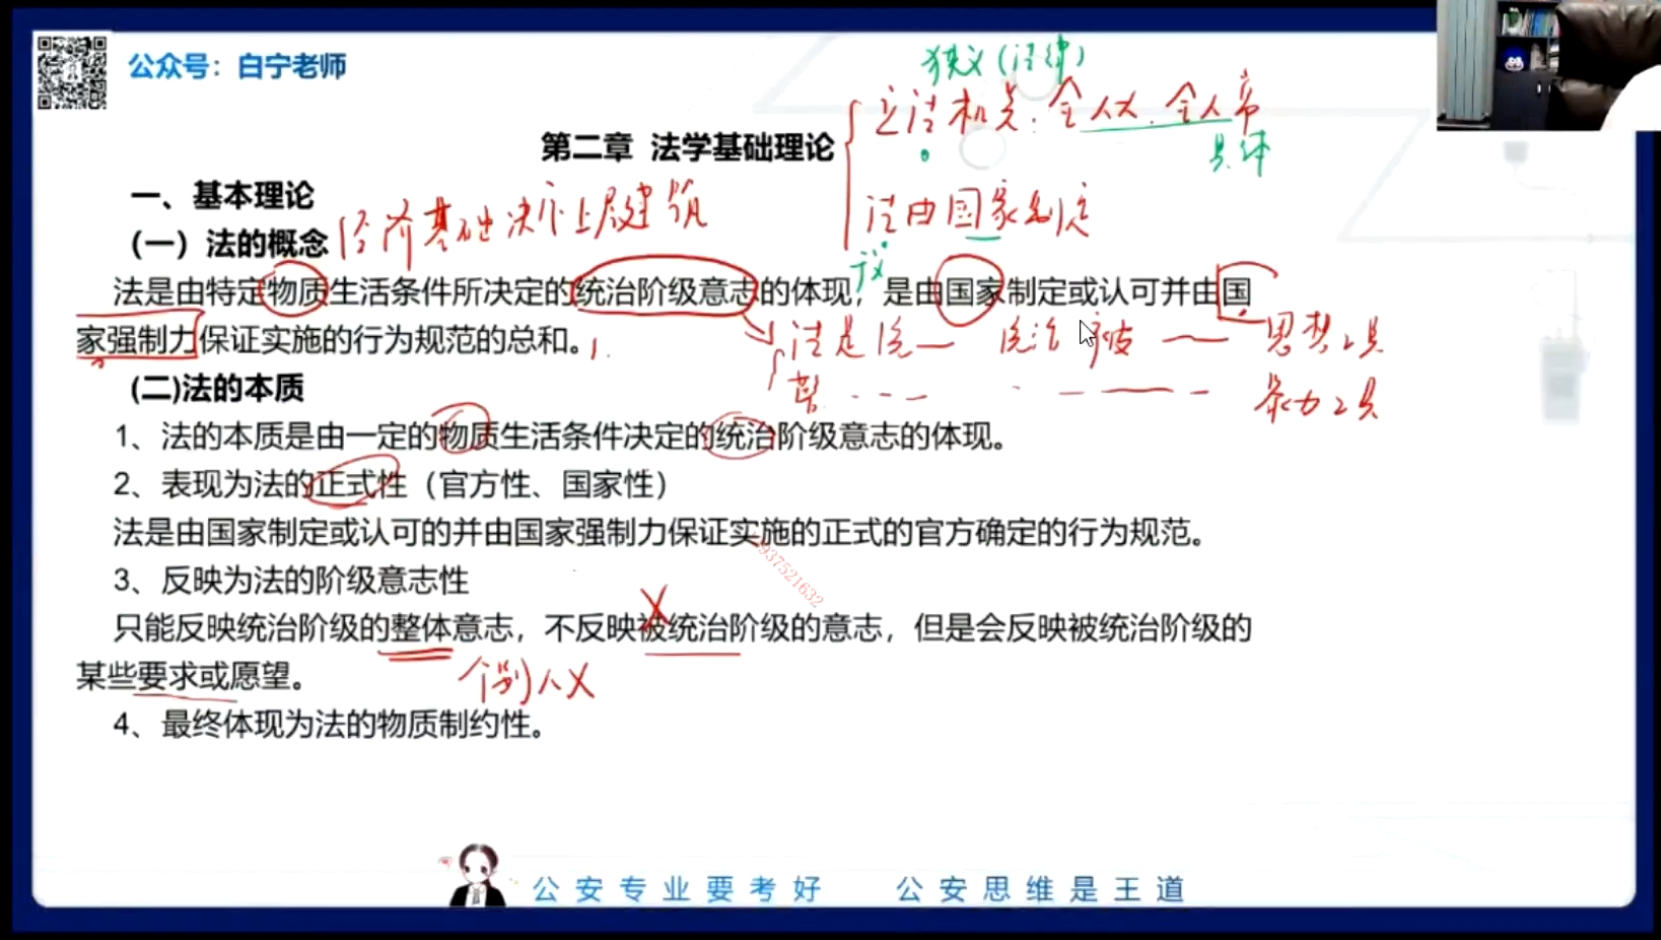 公众号：白宁老师
狭义（法律）
立法机关：全人大、全人常
具体
第二章 法学基础理论
一、基本理论
经济基础决定上层建筑
法由国家制定
（一）法的概念
广义
法是由特定物质生活条件所决定的统治阶级意志的体现，是由国家制定或认可并由国
家强制力保证实施的行为规范的总和。
法是统一 统治 被 — 思想工具
警 暴力工具
(二)法的本质
1、法的本质是由一定的物质生活条件决定的统治阶级意志的体现。
2、表现为法的正式性（官方性、国家性）
法是由国家制定或认可的并由国家强制力保证实施的正式的官方确定的行为规范。
3、反映为法的阶级意志性
只能反映统治阶级的整体意志，不反映被统治阶级的意志，但是会反映被统治阶级的
某些要求或愿望。
个别人X
4、最终体现为法的物质制约性。
公安专业要考好 公安思维是王道